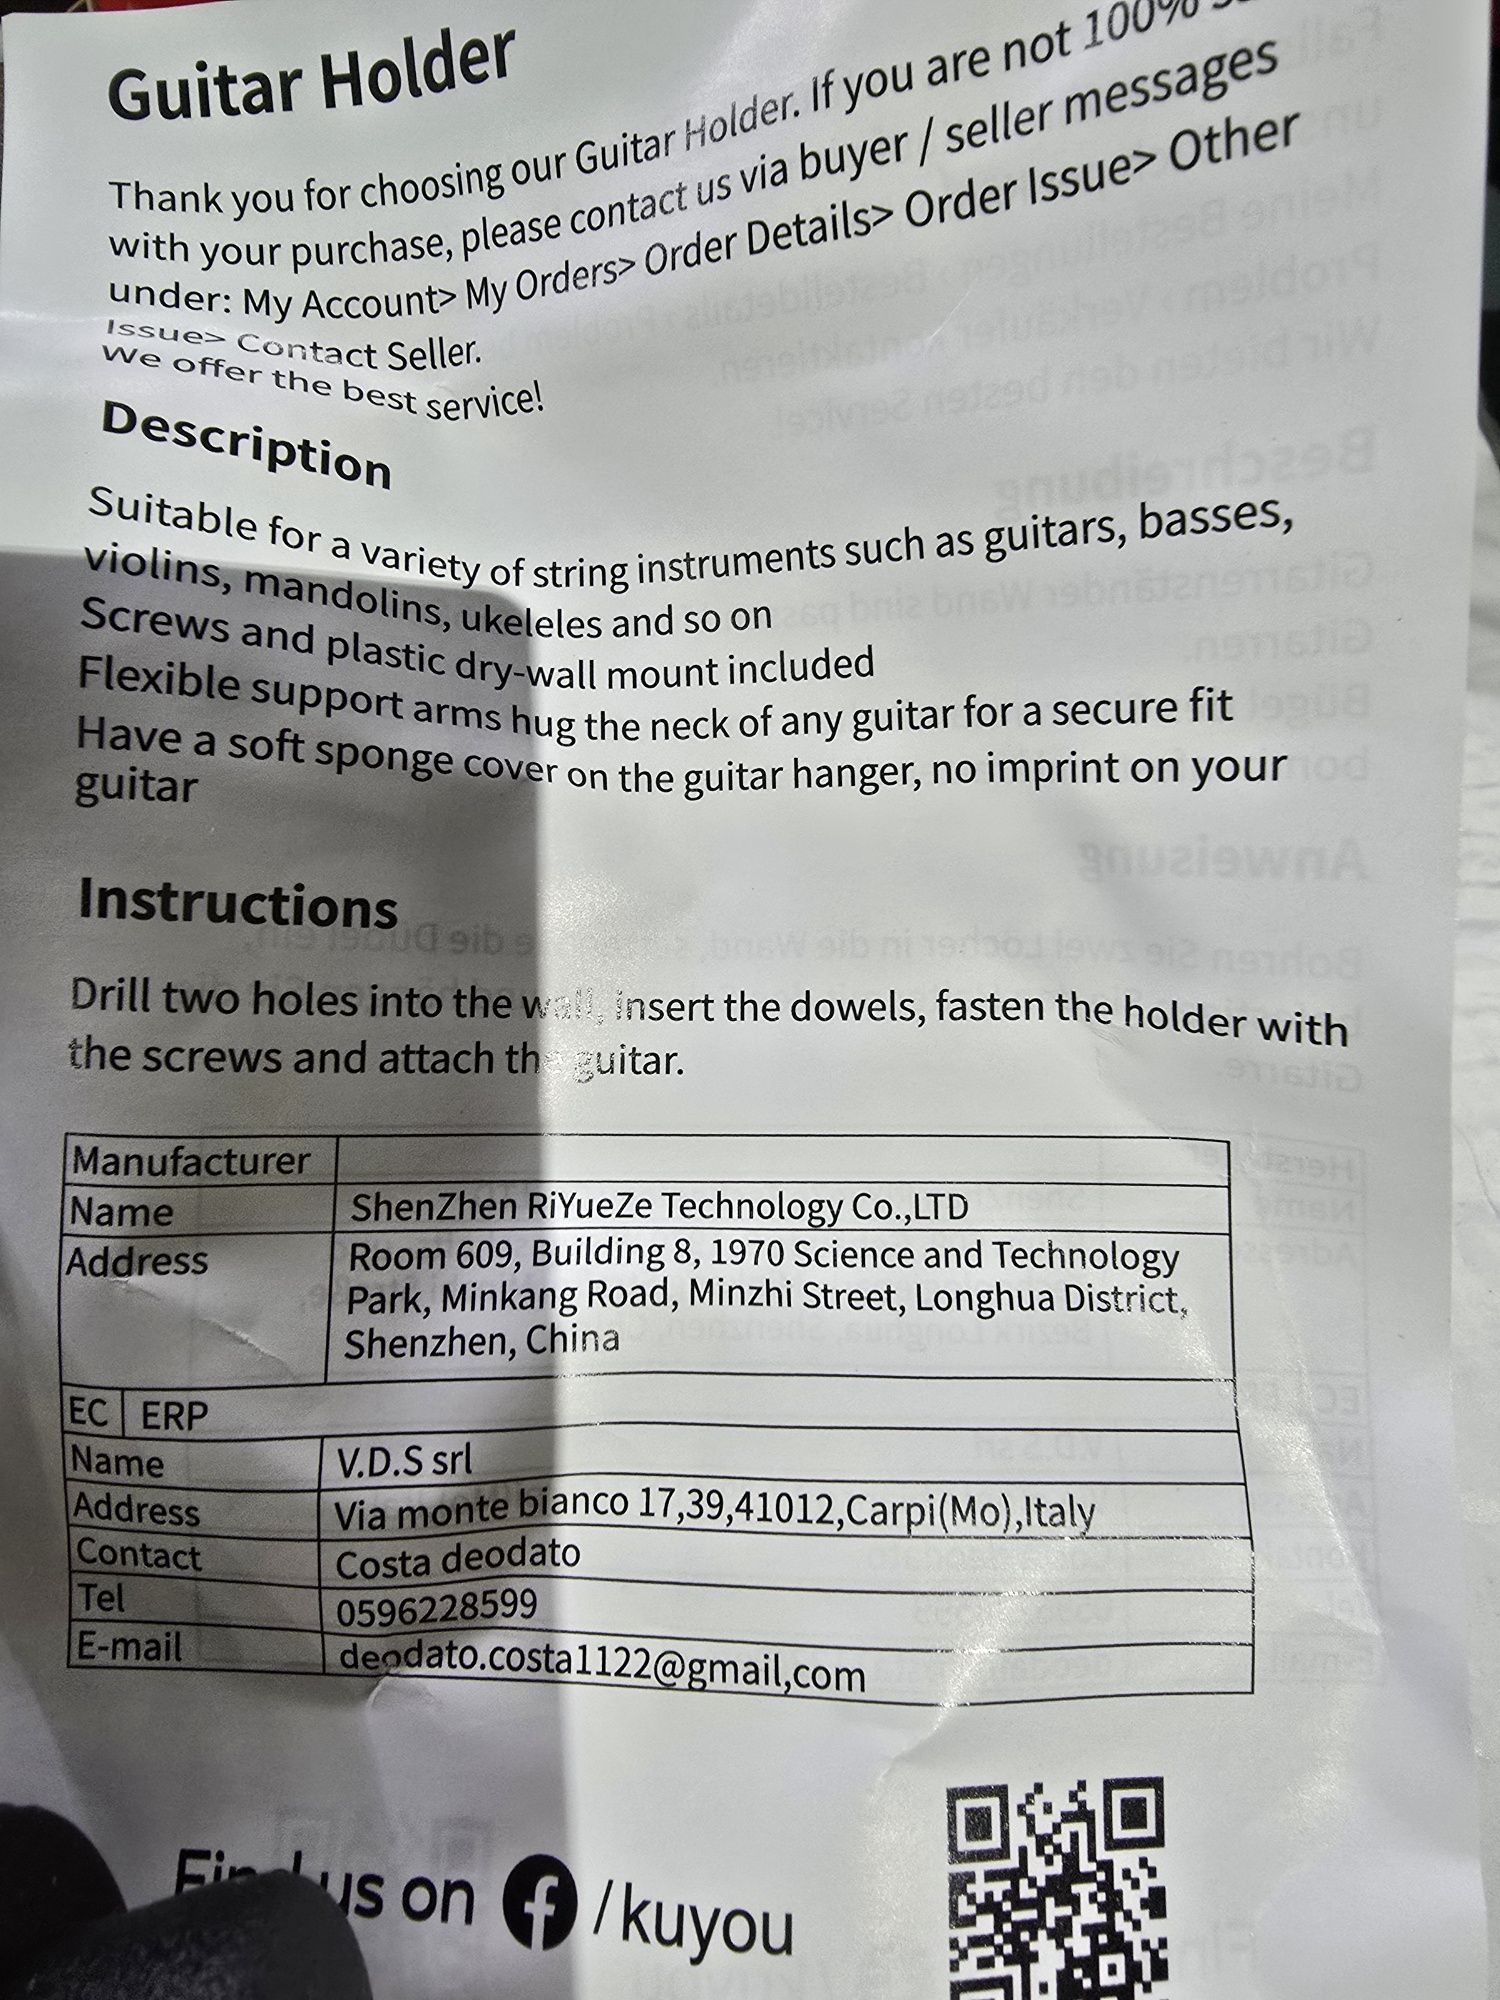 Guitar Holder
Thank you for choosing our Guitar Holder. If you are not 100%
with your purchase, please contact us via buyer / seller messages
under: My Account> My Orders> Order Details> Order Issue> Other
Issue> Contact Seller.
We offer the best service!
Description
Suitable for a variety of string instruments such as guitars, basses,
violins, mandolins, ukeleles and so on
Screws and plastic dry-wall mount included
Flexible support arms hug the neck of any guitar for a secure fit
Have a soft sponge cover on the guitar hanger, no imprint on your
guitar
Instructions
Drill two holes into the wall, insert the dowels, fasten the holder with
the screws and attach the guitar.
Manufacturer
Name ShenZhen RiYueZe Technology Co.,LTD
Address Room 609, Building 8, 1970 Science and Technology
Park, Minkang Road, Minzhi Street, Longhua District,
Shenzhen, China
EC ERP
Name V.D.S srl
Address Via monte bianco 17,39,41012,Carpi(Mo),Italy
Contact Costa deodato
Tel 0596228599
E-mail deodato.costa1122@gmail,com
Find us on /kuyou